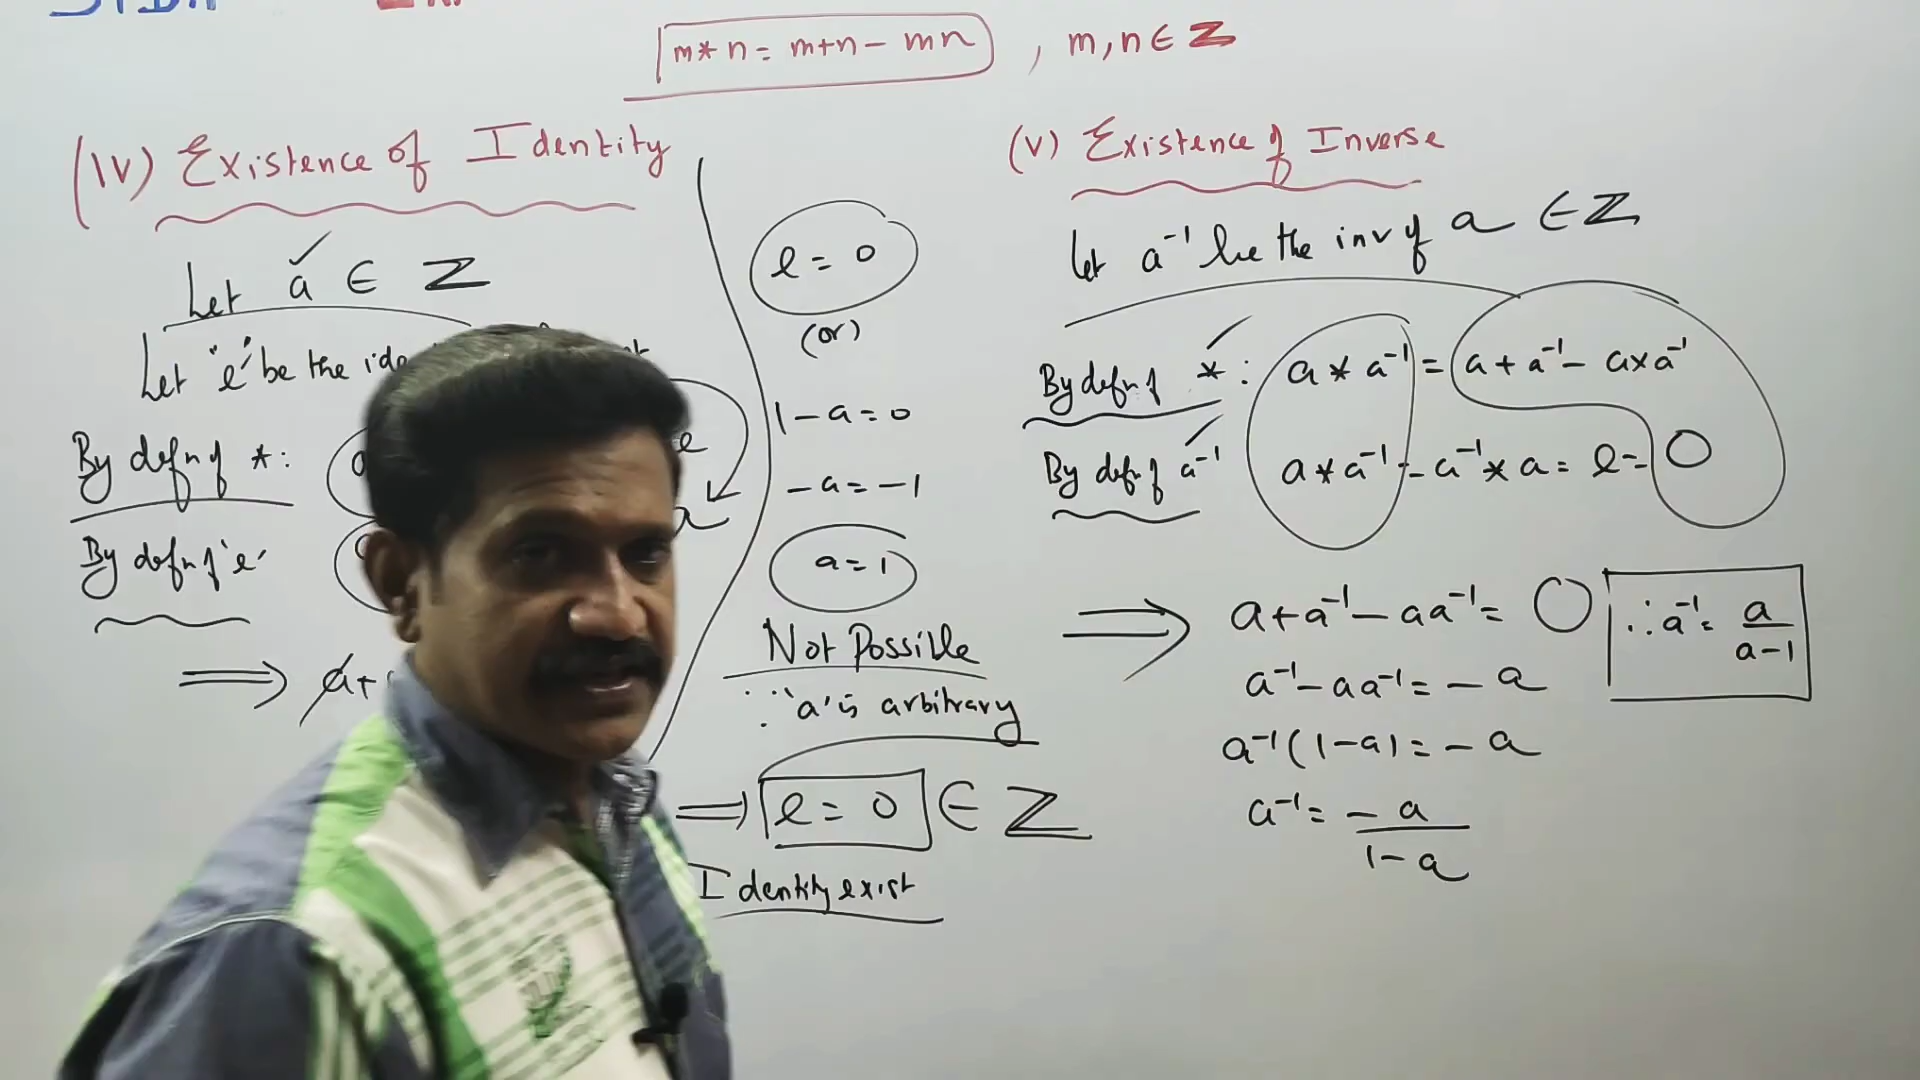 m * n = m+n - mn , m, n ∈ Z
(IV) Existence of Identity
Let a ∈ Z
Let 'e' be the
By defn of * :
e
a
By defn of 'e'
⟹ a+
e = 0
(or)
1 - a = 0
-a = -1
a = 1
Not Possible
∵ 'a' is arbitrary
⟹ e = 0 ∈ Z
Identity exist
(V) Existence of Inverse
Let a⁻¹ be the inv of a ∈ Z
By defn of * : a * a⁻¹ = a + a⁻¹ - a×a⁻¹
By defn of a⁻¹ a * a⁻¹ = a⁻¹ * a = e = 0
⟹ a + a⁻¹ - aa⁻¹ = 0
∴ a⁻¹ = a/(a-1)
a⁻¹ - aa⁻¹ = -a
a⁻¹(1-a) = -a
a⁻¹ = -a/(1-a)